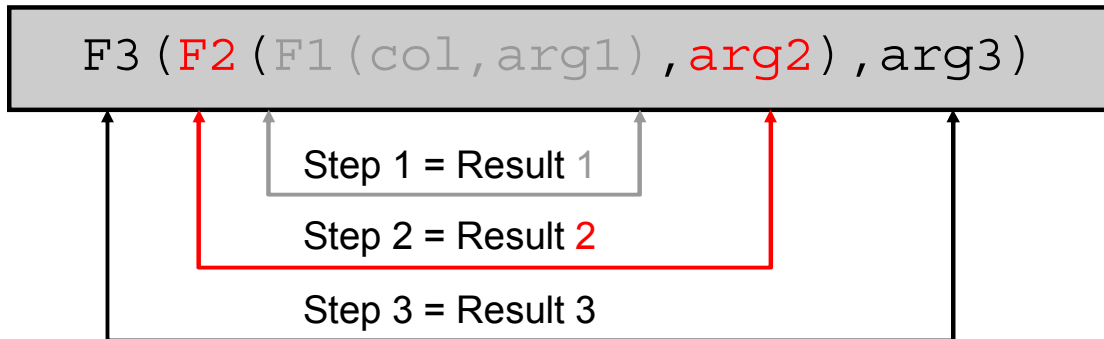 F3(F2(F1(col,arg1),arg2),arg3)
Step 1 = Result 1
Step 2 = Result 2
Step 3 = Result 3